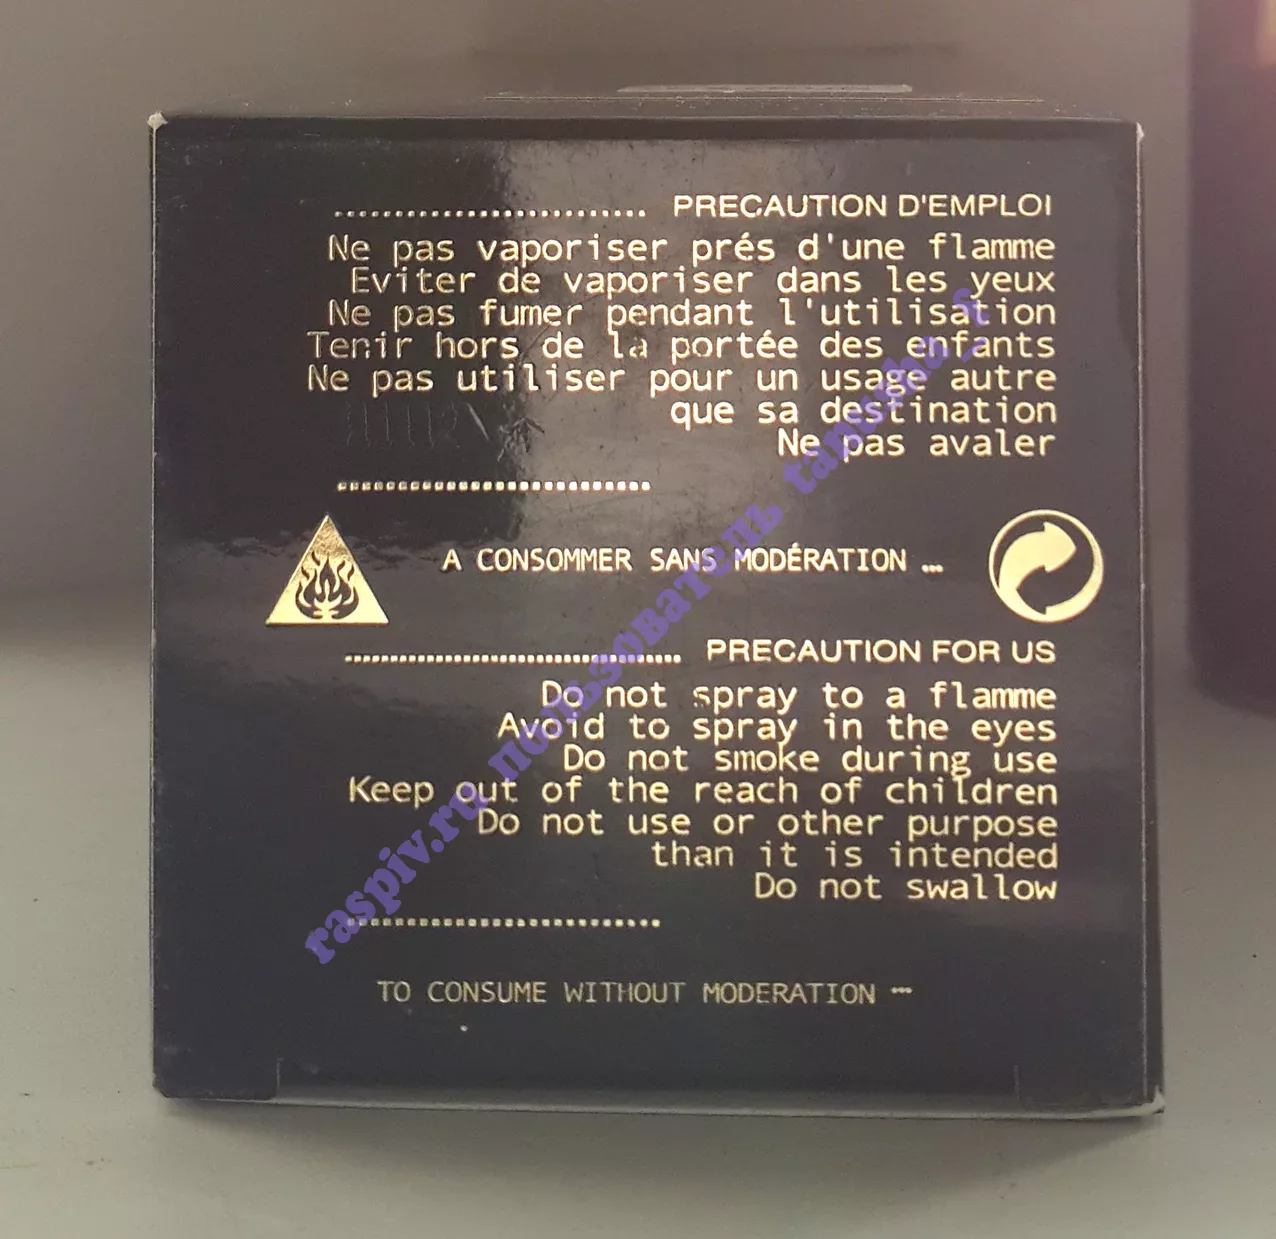 PRECAUTION D'EMPLOI
Ne pas vaporiser prés d'une flamme
Eviter de vaporiser dans les yeux
Ne pas fumer pendant l'utilisation
Tenir hors de la portée des enfants
Ne pas utiliser pour un usage autre
que sa destination
Ne pas avaler
A CONSOMMER SANS MODÉRATION ...
PRECAUTION FOR US
Do not spray to a flamme
Avoid to spray in the eyes
Do not smoke during use
Keep out of the reach of children
Do not use or other purpose
than it is intended
Do not swallow
TO CONSUME WITHOUT MODERATION ...
raspiv.ru пользователь